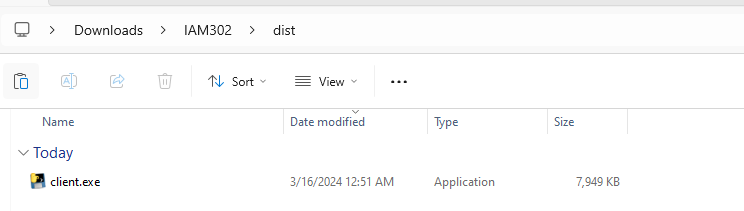 Downloads IAM302 dist
Sort View
Name Date modified Type Size
Today
client.exe 3/16/2024 12:51 AM Application 7,949 KB